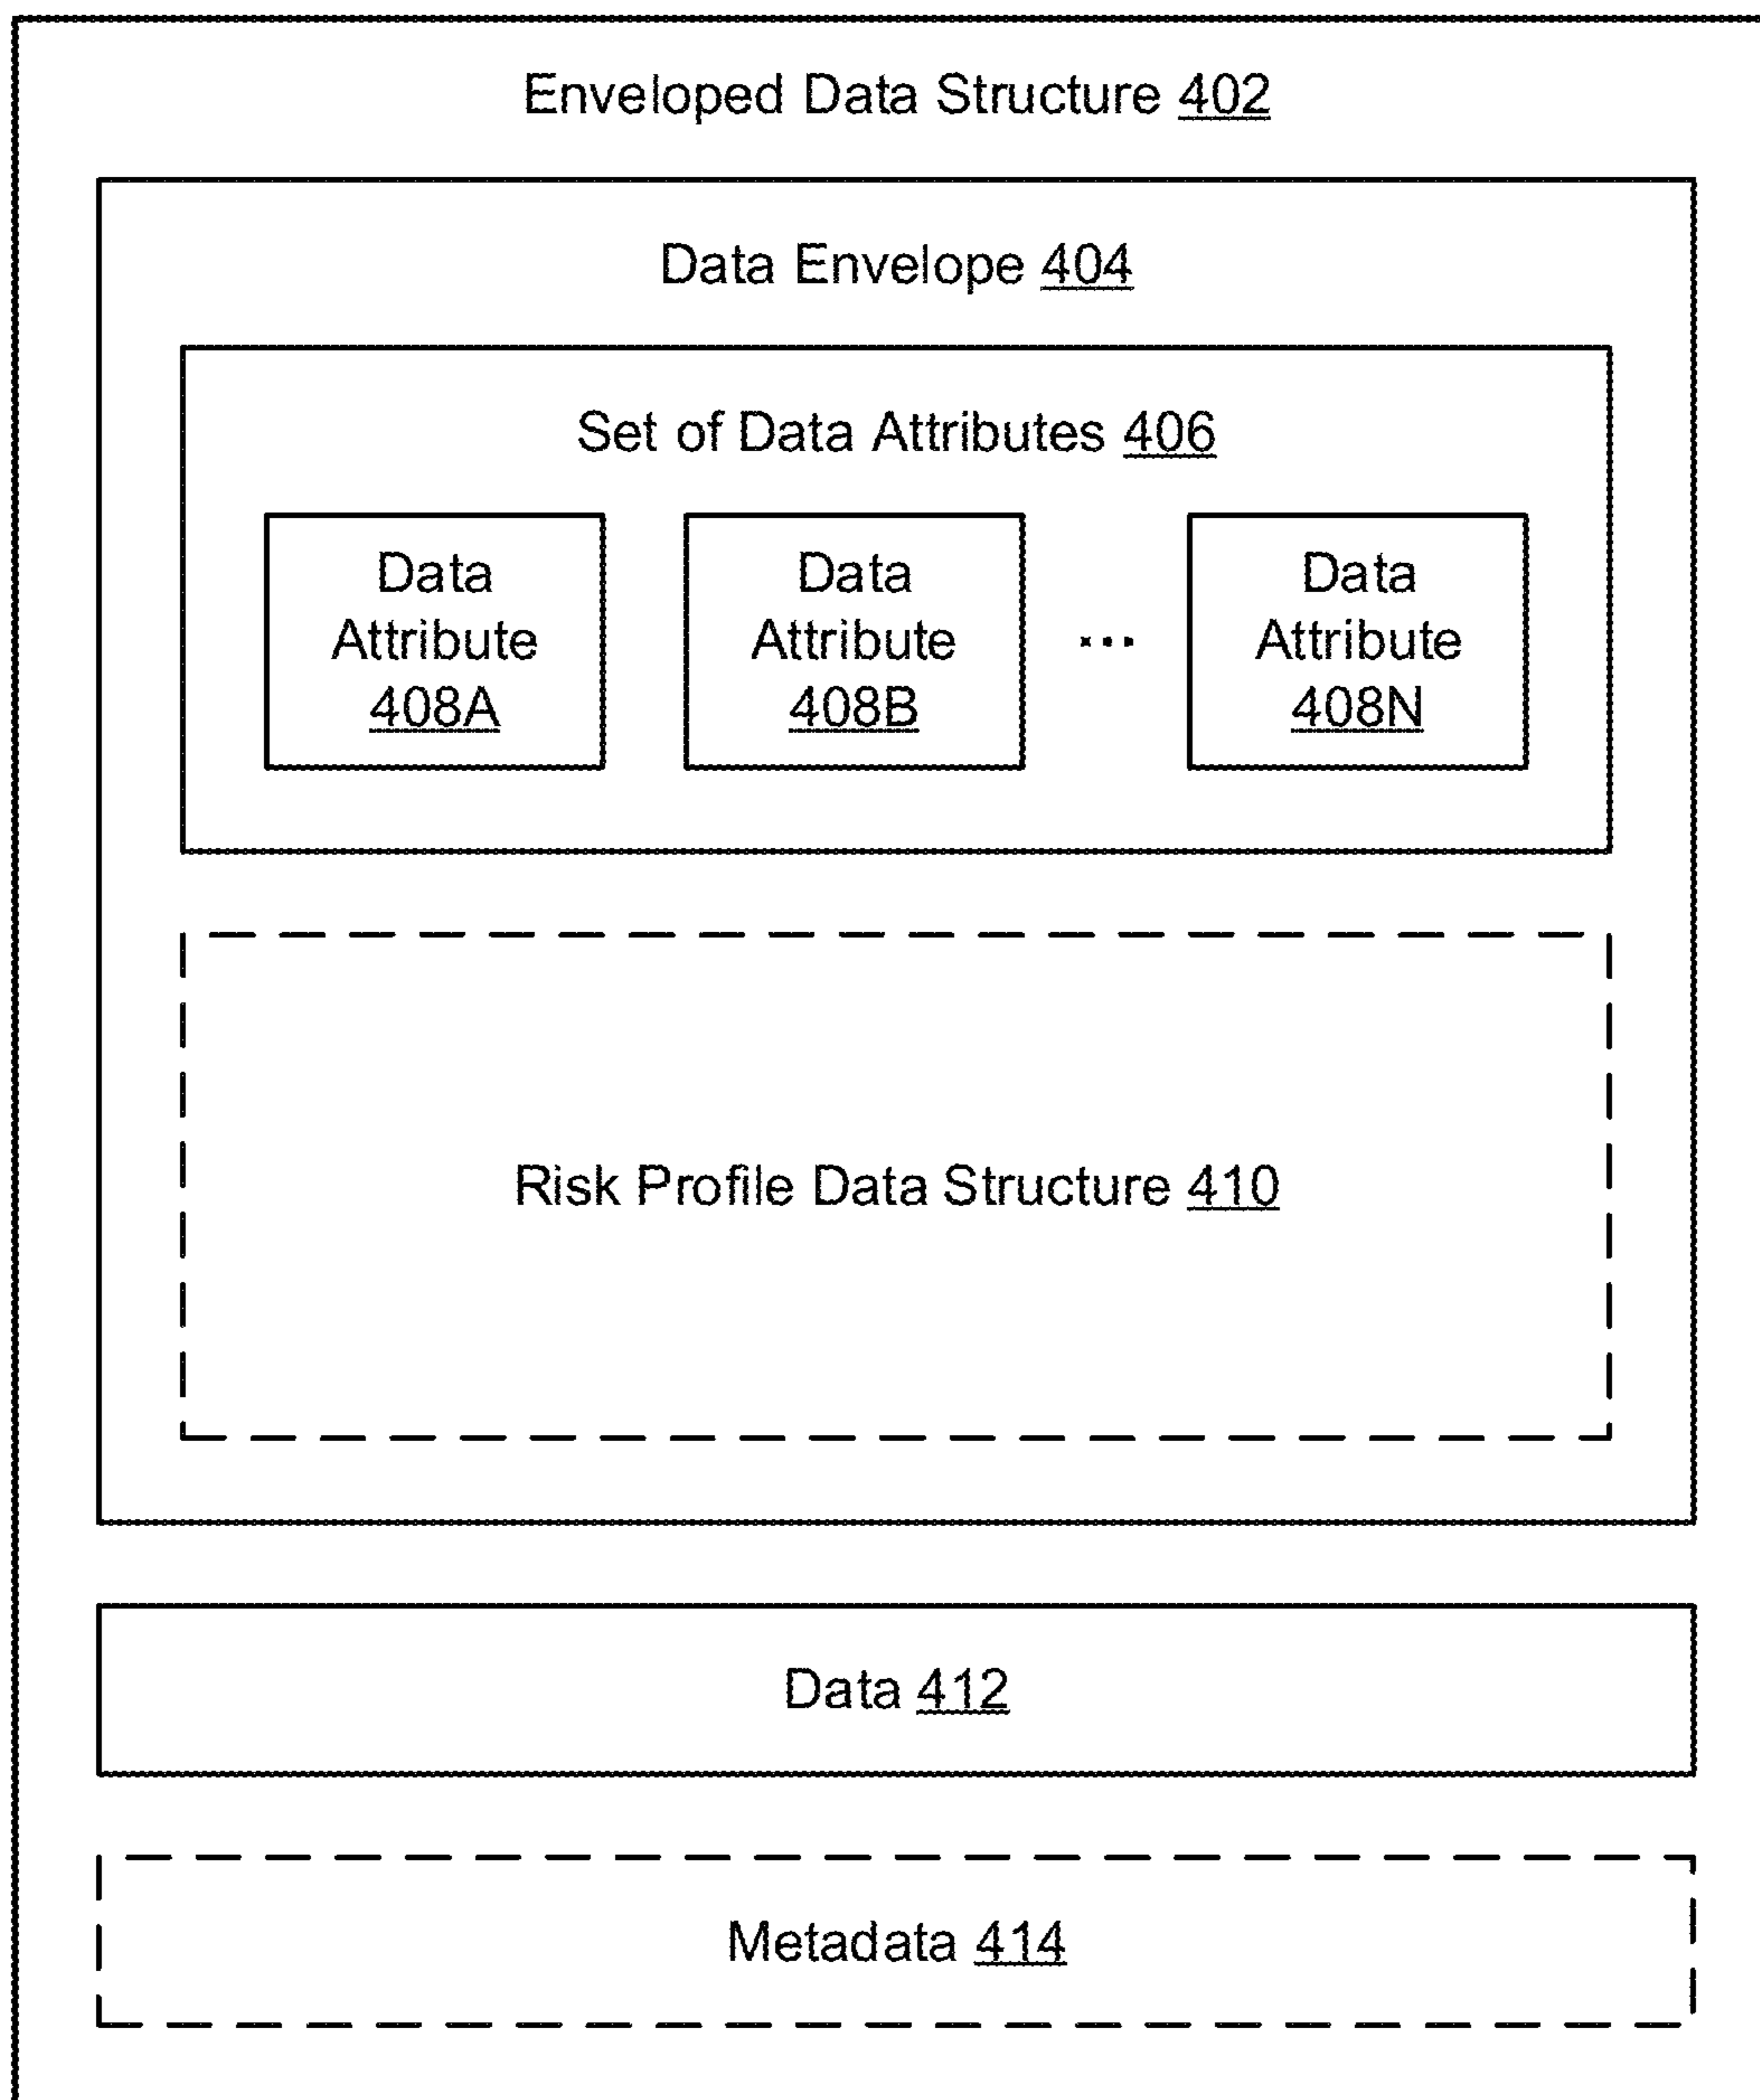 Enveloped Data Structure 402
Data Envelope 404
Set of Data Attributes 406
Data
Attribute
408A
Data
Attribute
408B
...
Data
Attribute
408N
Risk Profile Data Structure 410
Data 412
Metadata 414